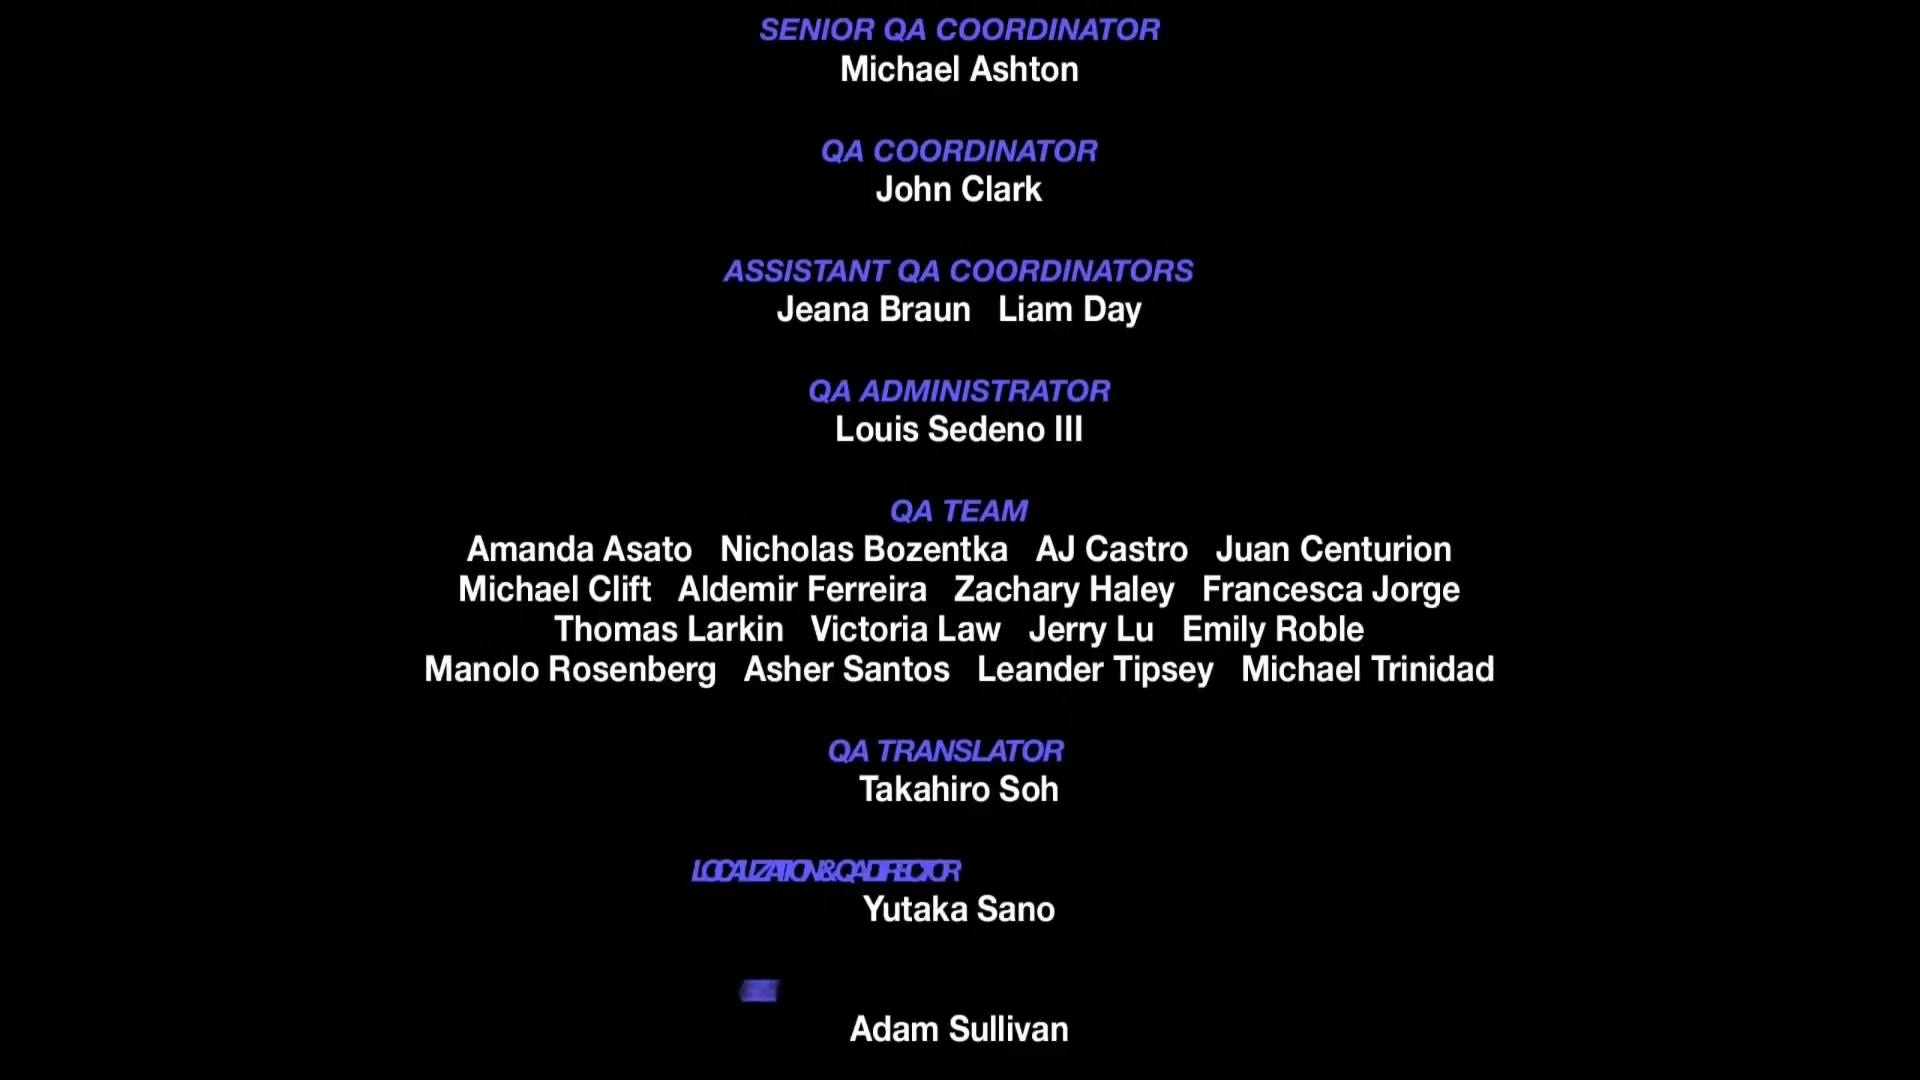 SENIOR QA COORDINATOR
Michael Ashton
QA COORDINATOR
John Clark
ASSISTANT QA COORDINATORS
Jeana Braun Liam Day
QA ADMINISTRATOR
Louis Sedeno III
QA TEAM
Amanda Asato Nicholas Bozentka AJ Castro Juan Centurion
Michael Clift Aldemir Ferreira Zachary Haley Francesca Jorge
Thomas Larkin Victoria Law Jerry Lu Emily Roble
Manolo Rosenberg Asher Santos Leander Tipsey Michael Trinidad
QA TRANSLATOR
Takahiro Soh
LOCALIZATION & QA DIRECTOR
Yutaka Sano
Adam Sullivan